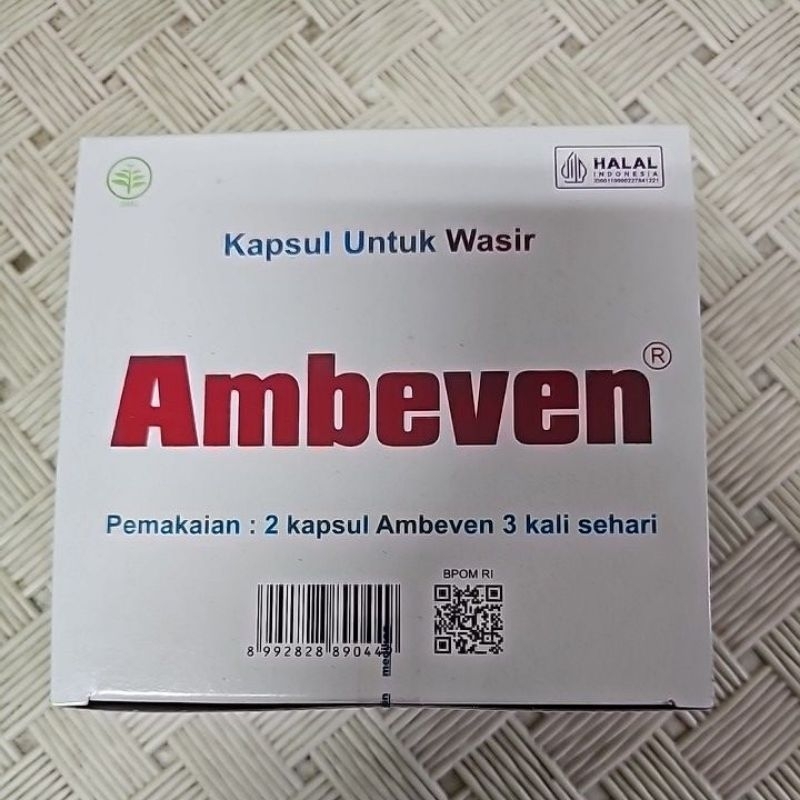 HALAL
INDONESIA
Kapsul Untuk Wasir
Ambeven®
Pemakaian : 2 kapsul Ambeven 3 kali sehari
BPOM RI
8 992828 89044